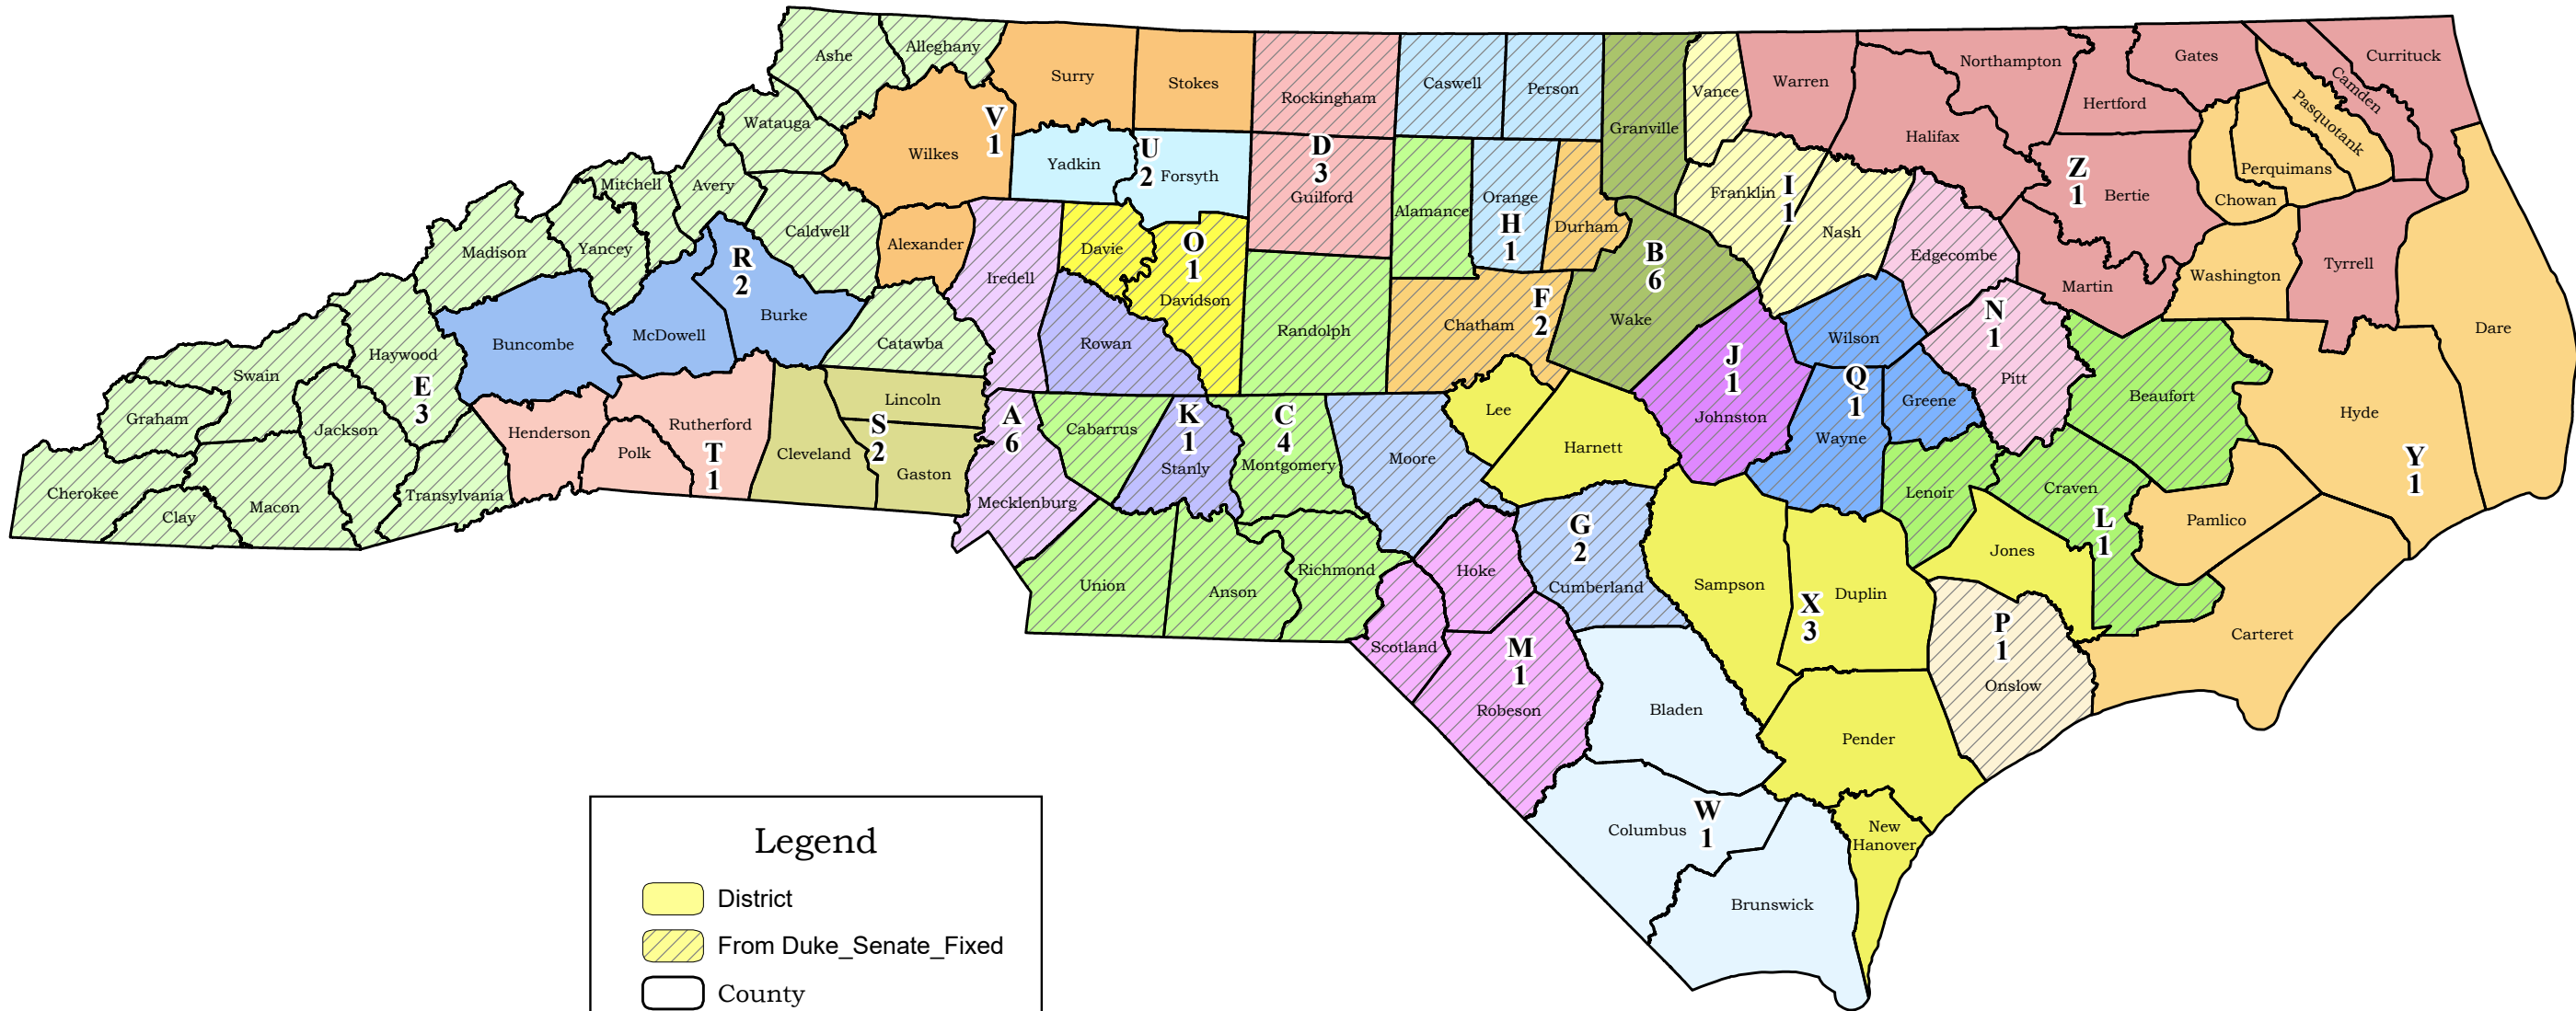 Ashe
Alleghany
Surry
Stokes
Rockingham
Caswell
Person
Granville
Vance
Warren
Northampton
Halifax
Hertford
Gates
Currituck
Camden
Pasquotank
Perquimans
Chowan
Bertie
Z
1
Watauga
Wilkes
V
1
Yadkin
U
2
Forsyth
D
3
Guilford
Alamance
Orange
H
1
Durham
Franklin
I
1
Nash
Edgecombe
Martin
Washington
Tyrrell
Dare
Mitchell
Avery
Caldwell
Alexander
Madison
Yancey
R
2
Iredell
Davie
O
1
Davidson
Randolph
Chatham
F
2
B
6
Wake
Wilson
N
1
Pitt
Beaufort
Hyde
Y
1
Buncombe
McDowell
Burke
Catawba
Rowan
Haywood
E
3
Swain
Graham
Jackson
Cherokee
Clay
Macon
Transylvania
Henderson
Polk
Rutherford
T
1
Cleveland
Lincoln
S
2
Gaston
A
6
Mecklenburg
Cabarrus
K
1
Stanly
C
4
Montgomery
Moore
Lee
Harnett
J
1
Johnston
Q
1
Wayne
Greene
Lenoir
Craven
L
1
Pamlico
Jones
Union
Anson
Richmond
Scotland
Hoke
G
2
Cumberland
Sampson
X
3
Duplin
P
1
Onslow
Carteret
M
1
Robeson
Bladen
Pender
Columbus
W
1
New
Hanover
Brunswick
Legend
District
From Duke_Senate_Fixed
County